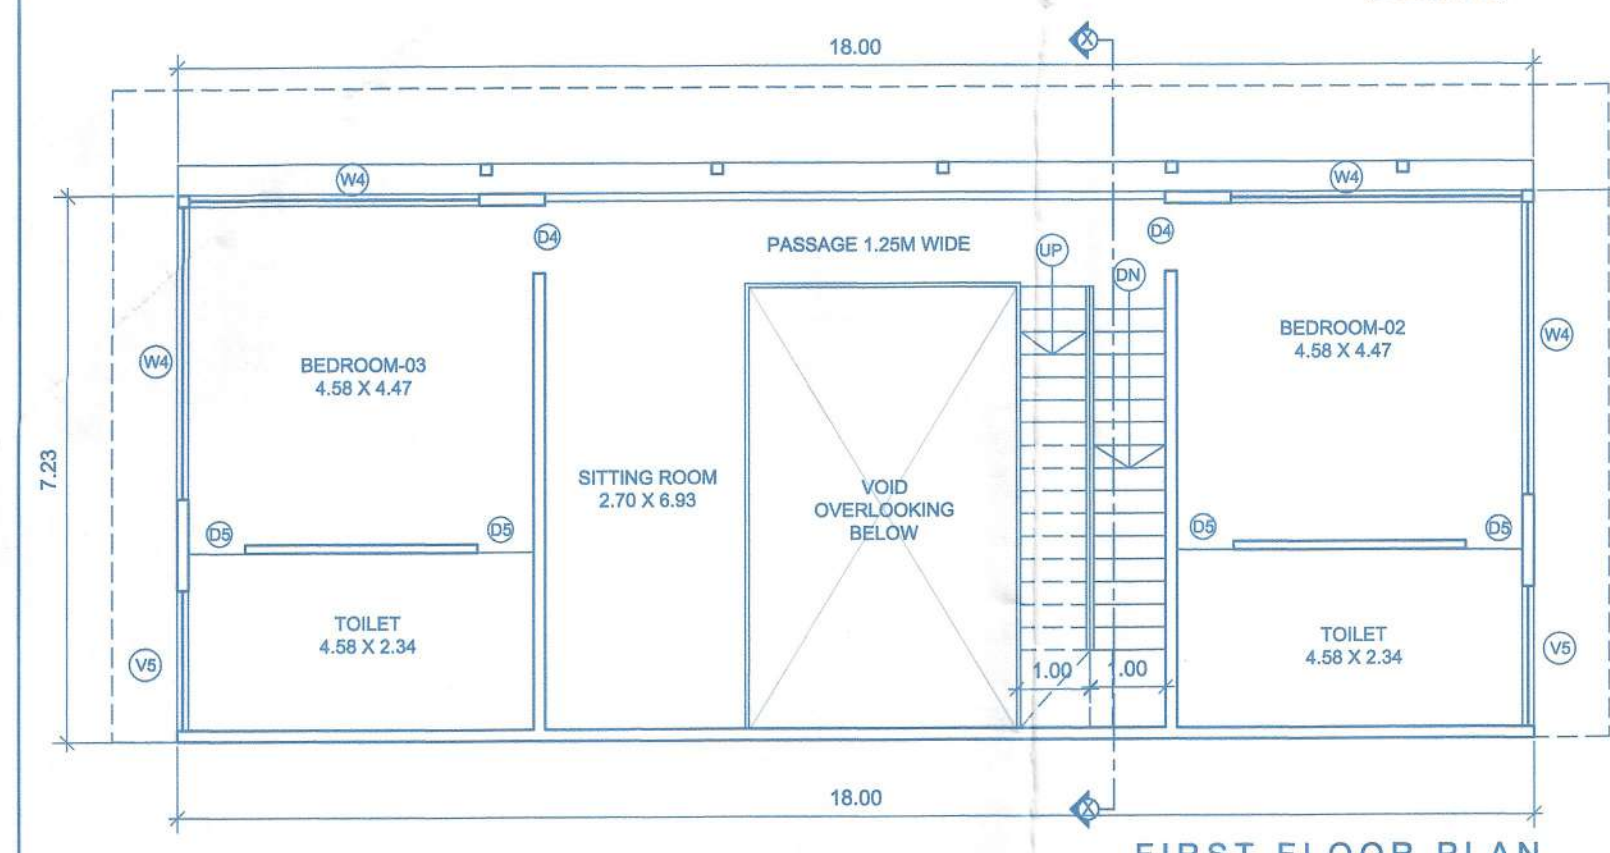 18.00
X
W4
W4
D4
D4
PASSAGE 1.25M WIDE
UP
DN
BEDROOM-03
4.58 X 4.47
BEDROOM-02
4.58 X 4.47
W4
W4
7.23
SITTING ROOM
2.70 X 6.93
VOID
OVERLOOKING
BELOW
D5
D5
D5
D5
TOILET
4.58 X 2.34
TOILET
4.58 X 2.34
V5
V5
1.00
1.00
18.00
X
FIRST FLOOR PLAN